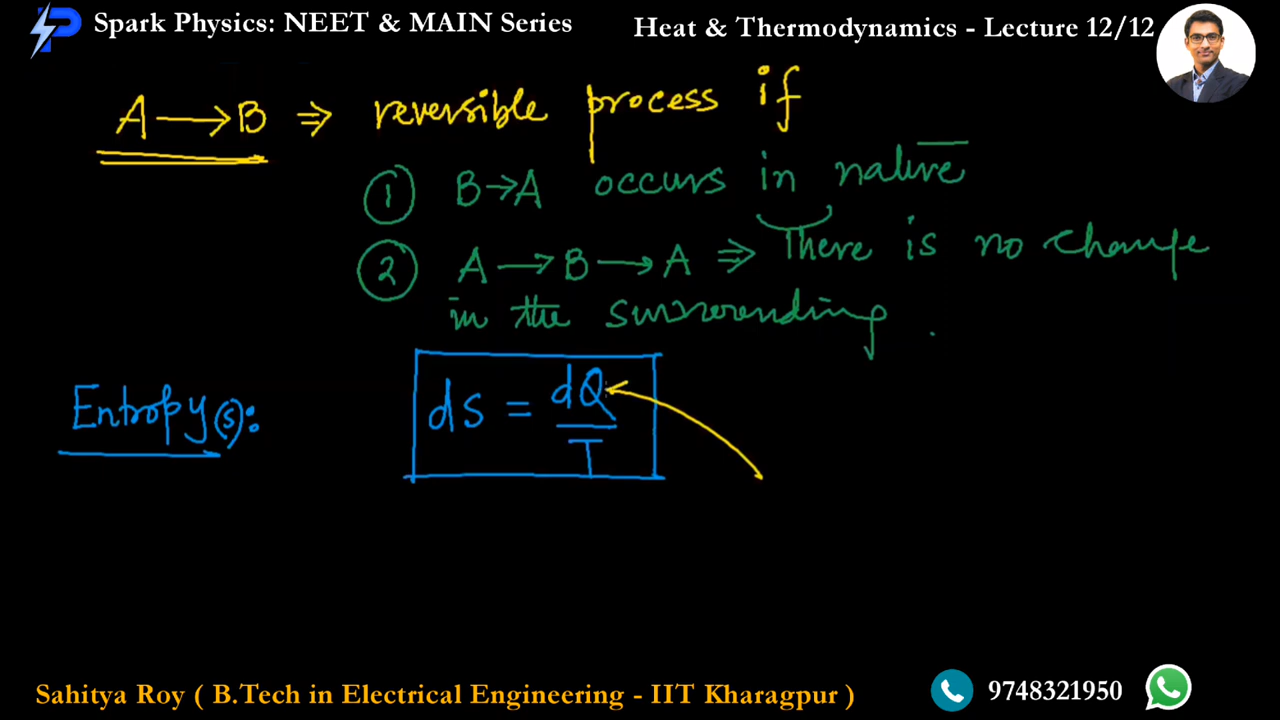 Spark Physics: NEET & MAIN Series
Heat & Thermodynamics - Lecture 12/12
A → B ⇒ reversible process if
① B→A occurs in native
② A → B → A ⇒ There is no change
in the surrounding
Entropy(S):
dS = dQ/T
Sahitya Roy ( B.Tech in Electrical Engineering - IIT Kharagpur )
9748321950